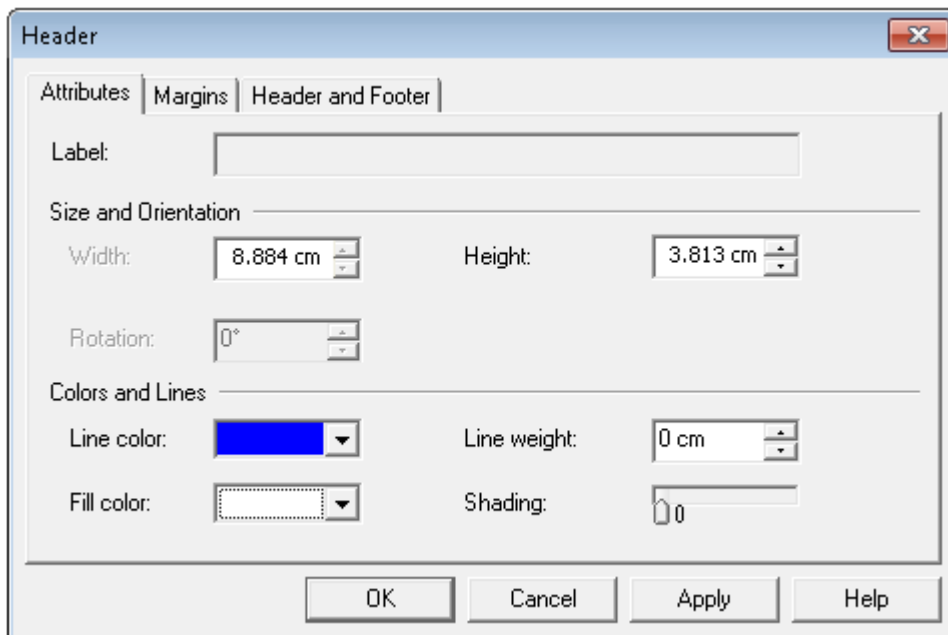 Header
Attributes Margins Header and Footer
Label:
Size and Orientation
Width: 8.884 cm Height: 3.813 cm
Rotation: 0°
Colors and Lines
Line color: Line weight: 0 cm
Fill color: Shading: 0
OK Cancel Apply Help